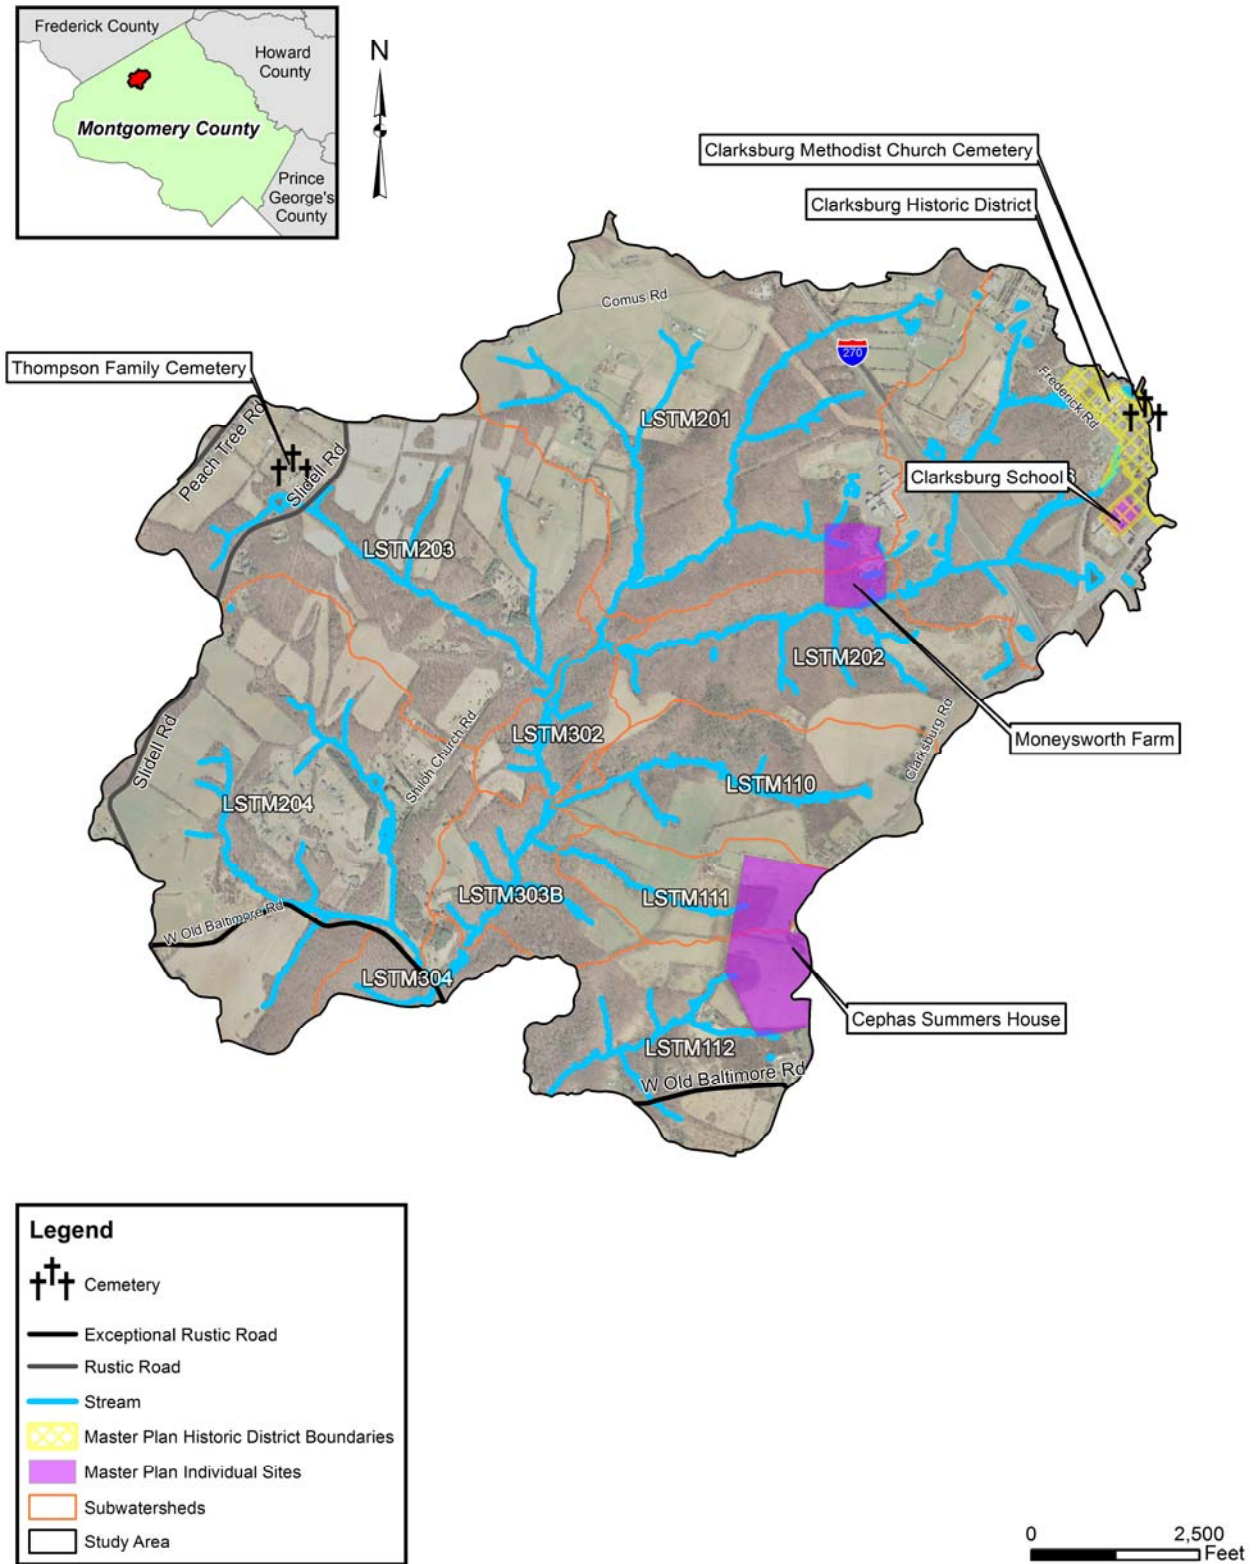 Frederick County
Howard
County
Montgomery County
Prince
George's
County
N
Clarksburg Methodist Church Cemetery
Clarksburg Historic District
Comus Rd
270
Thompson Family Cemetery
Frederick Rd
Peach Tree Rd
Slidell Rd
LSTM201
Clarksburg School
LSTM203
LSTM202
Clarksburg Rd
Moneysworth Farm
LSTM302
Shiloh Church Rd
Slidell Rd
LSTM110
LSTM204
LSTM303B
LSTM111
W Old Baltimore Rd
LSTM304
Cephas Summers House
LSTM112
W Old Baltimore Rd
Legend
Cemetery
Exceptional Rustic Road
Rustic Road
Stream
Master Plan Historic District Boundaries
Master Plan Individual Sites
Subwatersheds
Study Area
0 2,500
Feet